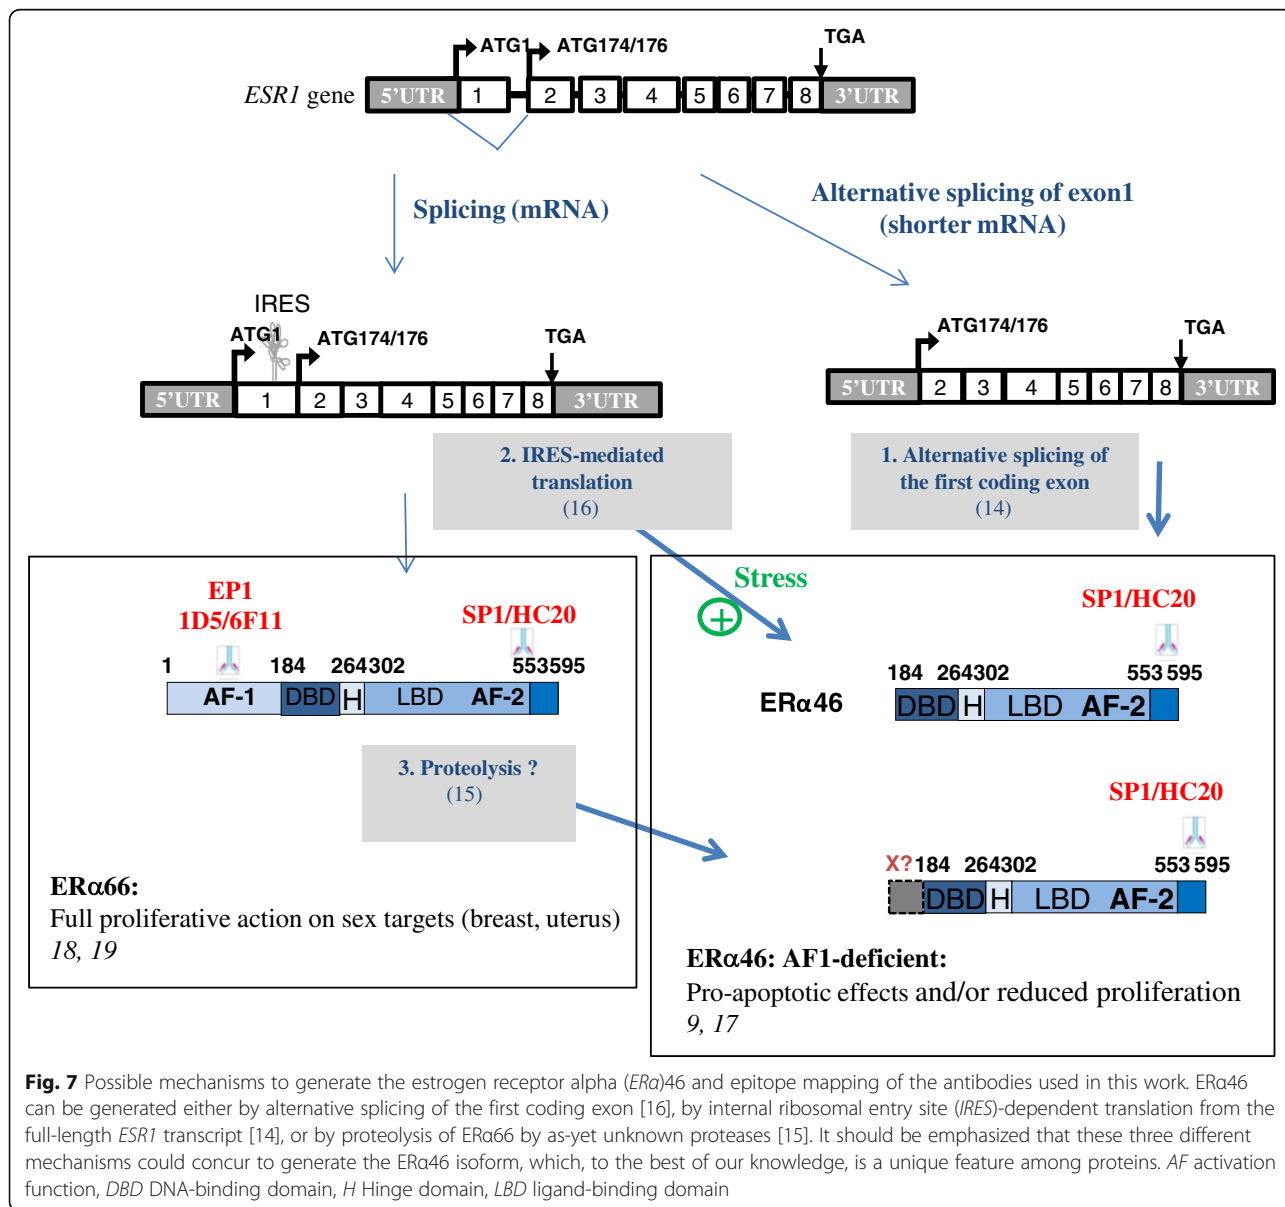 ATG1
ATG174/176
TGA
ESR1 gene
5'UTR 1 2 3 4 5 6 7 8 3'UTR
Splicing (mRNA)
Alternative splicing of exon1
(shorter mRNA)
IRES
ATG1
ATG174/176
TGA
5'UTR 1 2 3 4 5 6 7 8 3'UTR
ATG174/176
TGA
5'UTR 2 3 4 5 6 7 8 3'UTR
2. IRES-mediated
translation
(16)
1. Alternative splicing of
the first coding exon
(14)
EP1
1D5/6F11
SP1/HC20
1 184 264 302 553 595
AF-1 DBD H LBD AF-2
3. Proteolysis ?
(15)
ERα66:
Full proliferative action on sex targets (breast, uterus)
18, 19
Stress
+
SP1/HC20
184 264 302 553 595
ERα46
DBD H LBD AF-2
SP1/HC20
X? 184 264 302 553 595
DBD H LBD AF-2
ERα46: AF1-deficient:
Pro-apoptotic effects and/or reduced proliferation
9, 17
Fig. 7 Possible mechanisms to generate the estrogen receptor alpha (ERα)46 and epitope mapping of the antibodies used in this work. ERα46
can be generated either by alternative splicing of the first coding exon [16], by internal ribosomal entry site (IRES)-dependent translation from the
full-length ESR1 transcript [14], or by proteolysis of ERα66 by as-yet unknown proteases [15]. It should be emphasized that these three different
mechanisms could concur to generate the ERα46 isoform, which, to the best of our knowledge, is a unique feature among proteins. AF activation
function, DBD DNA-binding domain, H Hinge domain, LBD ligand-binding domain